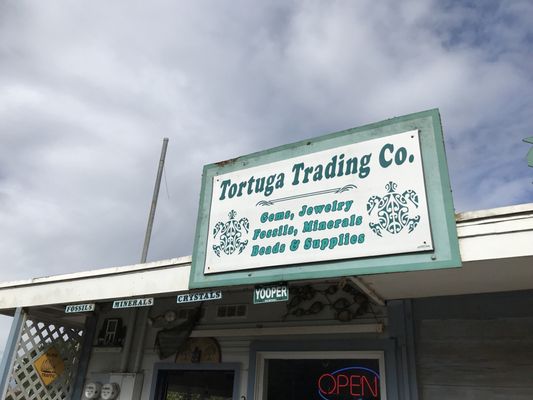 Tortuga Trading Co.
Gems, Jewelry
Fossils, Minerals
Beads & Supplies
FOSSILS
MINERALS
CRYSTALS
YOOPER
OPEN